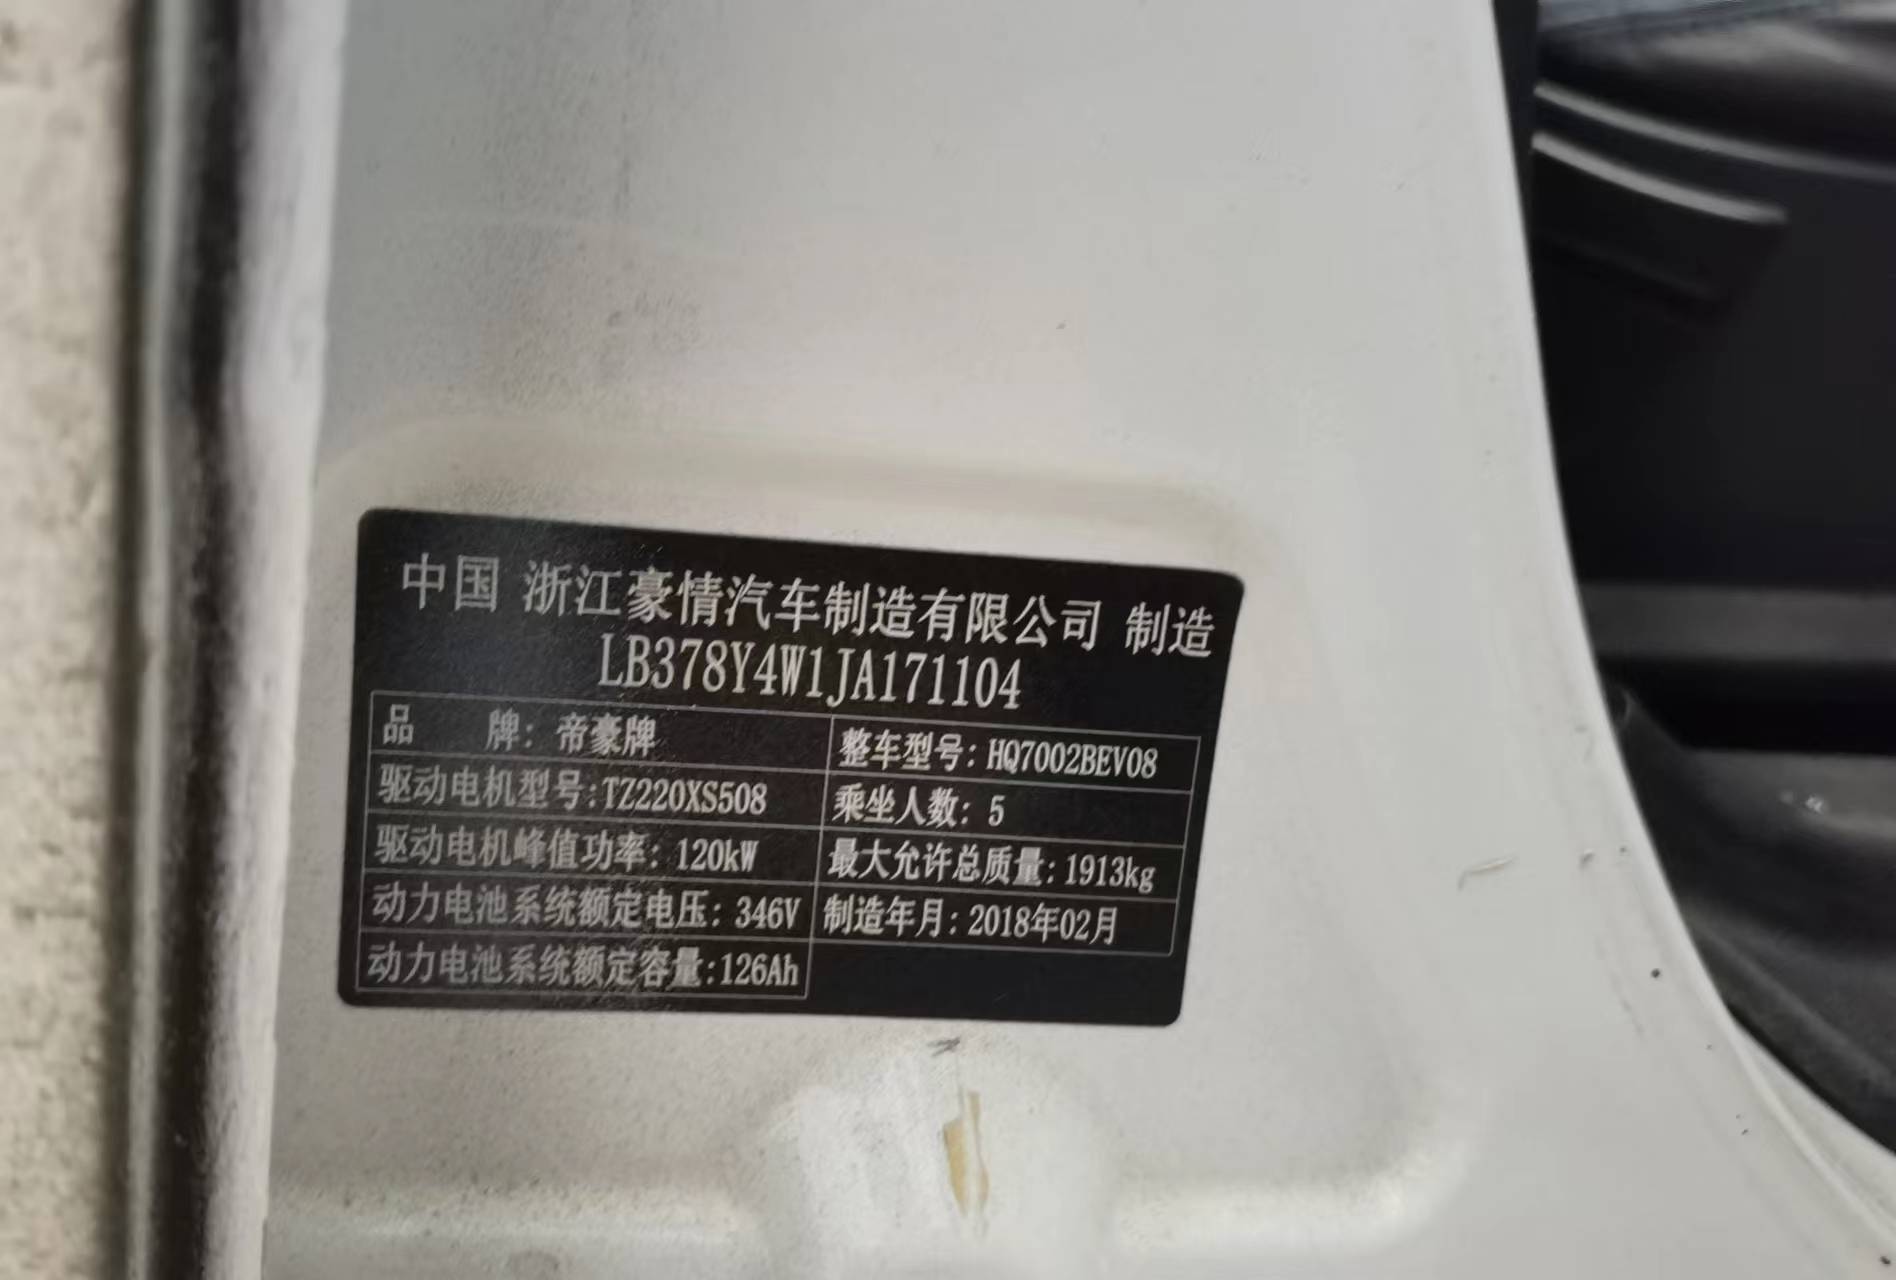 中国 浙江豪情汽车制造有限公司 制造
LB378Y4W1JA171104
品 牌: 帝豪牌 整车型号: HQ7002BEV08
驱动电机型号:TZ220XS508 乘坐人数: 5
驱动电机峰值功率: 120kW 最大允许总质量: 1913kg
动力电池系统额定电压: 346V 制造年月: 2018年02月
动力电池系统额定容量:126Ah